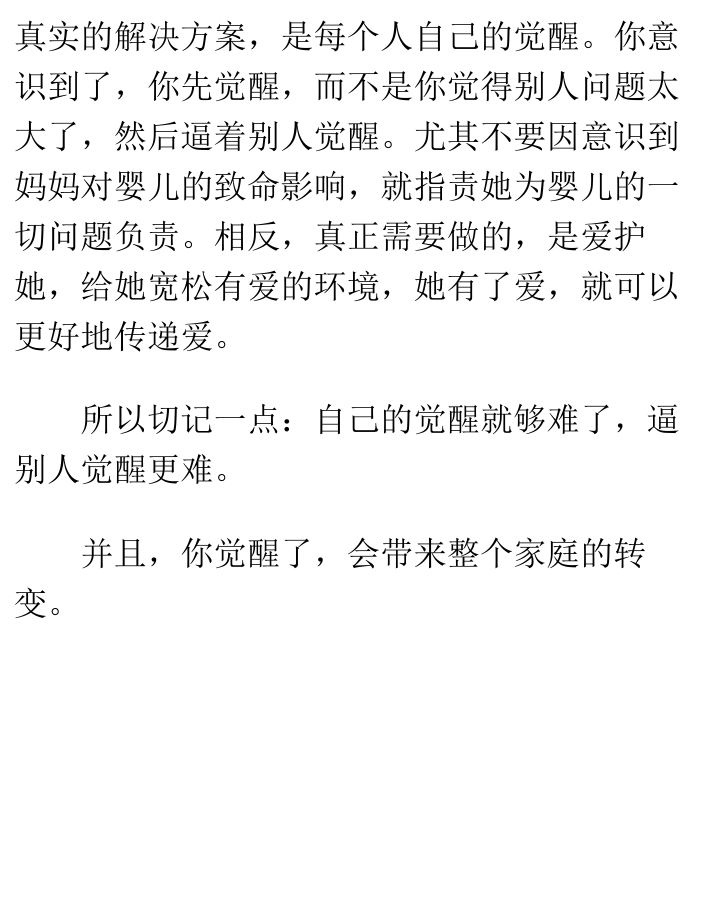 真实的解决方案，是每个人自己的觉醒。你意
识到了，你先觉醒，而不是你觉得别人问题太
大了，然后逼着别人觉醒。尤其不要因意识到
妈妈对婴儿的致命影响，就指责她为婴儿的一
切问题负责。相反，真正需要做的，是爱护
她，给她宽松有爱的环境，她有了爱，就可以
更好地传递爱。
所以切记一点：自己的觉醒就够难了，逼
别人觉醒更难。
并且，你觉醒了，会带来整个家庭的转
变。